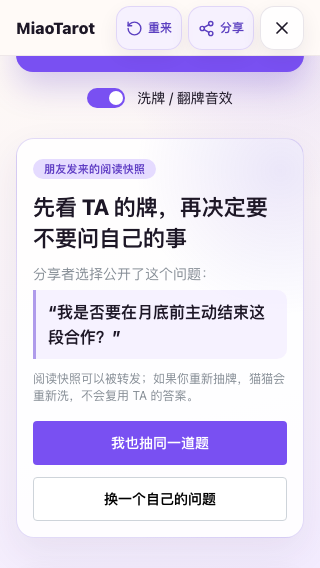 MiaoTarot
重来
分享
洗牌 / 翻牌音效
朋友发来的阅读快照
先看 TA 的牌，再决定要
不要问自己的事
分享者选择公开了这个问题：
“我是否要在月底前主动结束这
段合作？”
阅读快照可以被转发；如果你重新抽牌，猫猫会
重新洗，不会复用 TA 的答案。
我也抽同一道题
换一个自己的问题